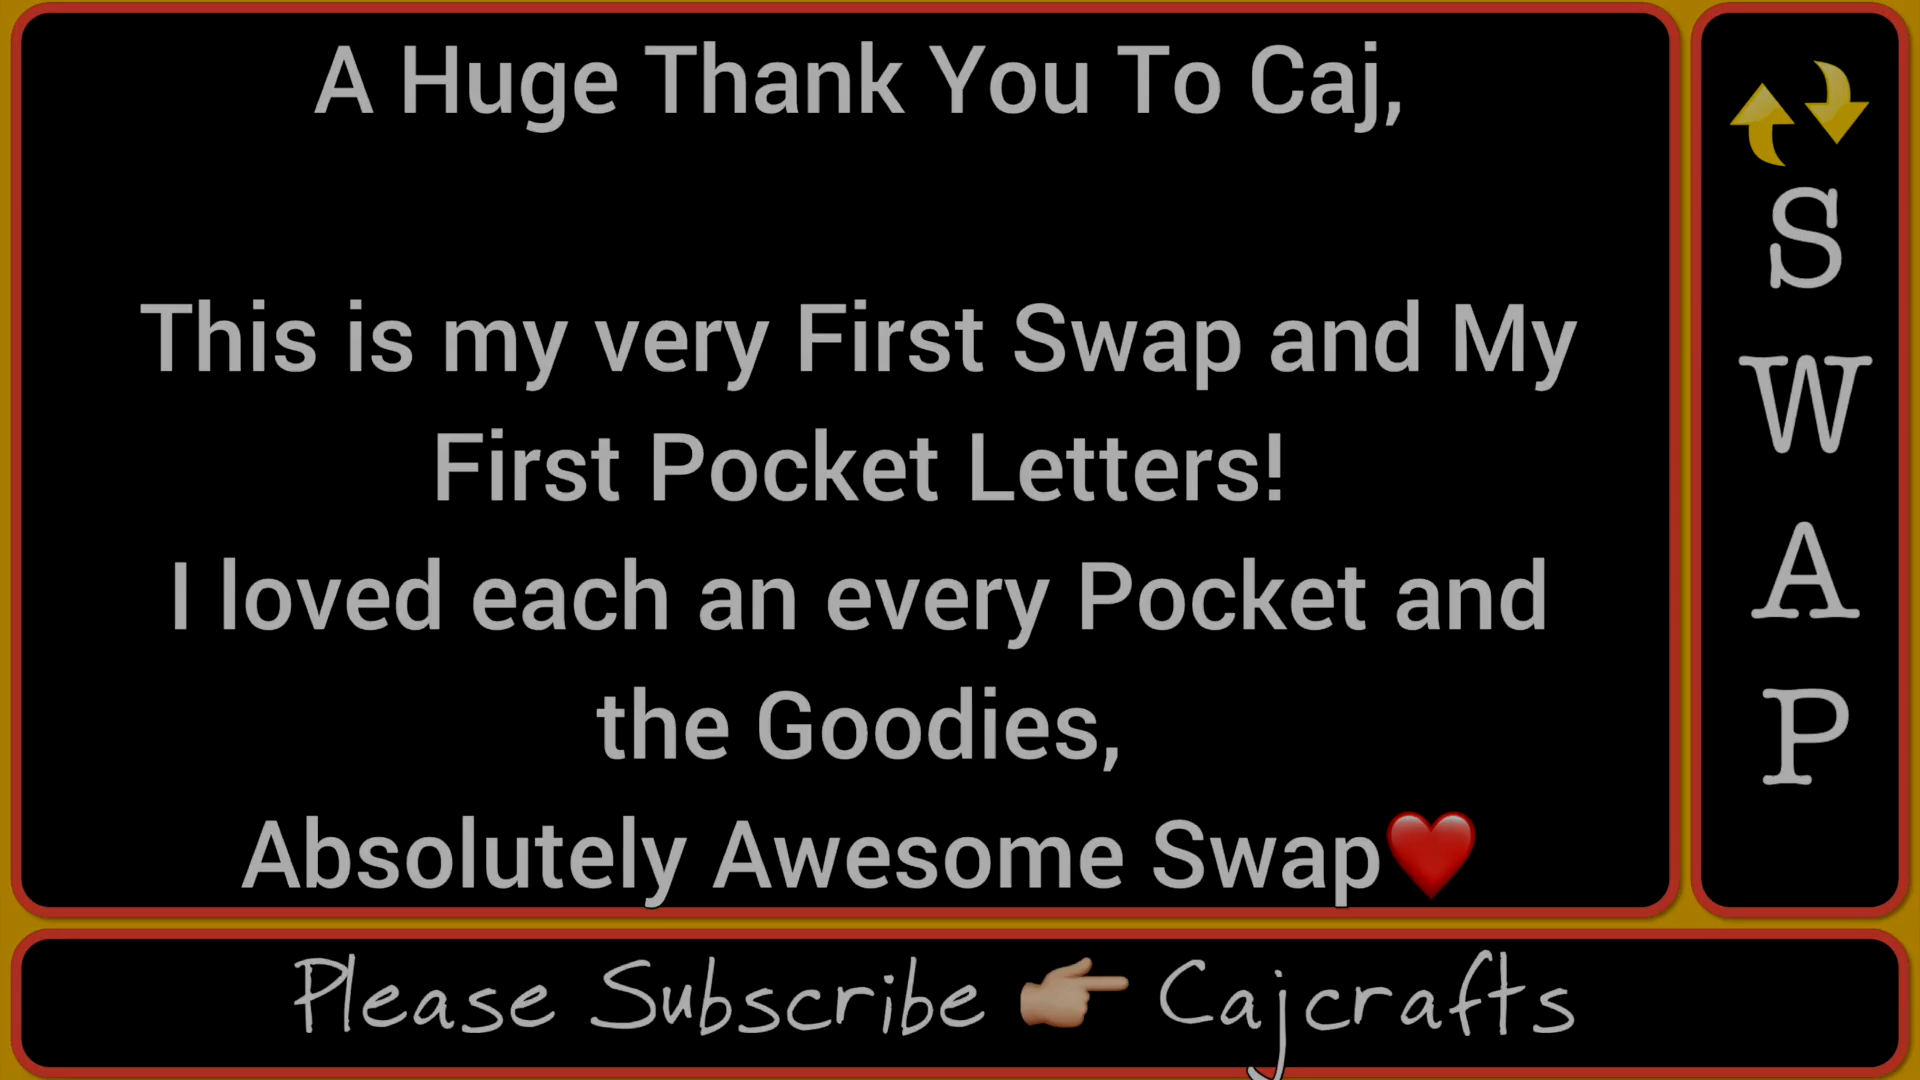 A Huge Thank You To Caj,
This is my very First Swap and My
First Pocket Letters!
I loved each an every Pocket and
the Goodies,
Absolutely Awesome Swap❤️
S
W
A
P
Please Subscribe 👉🏼 Cajcrafts